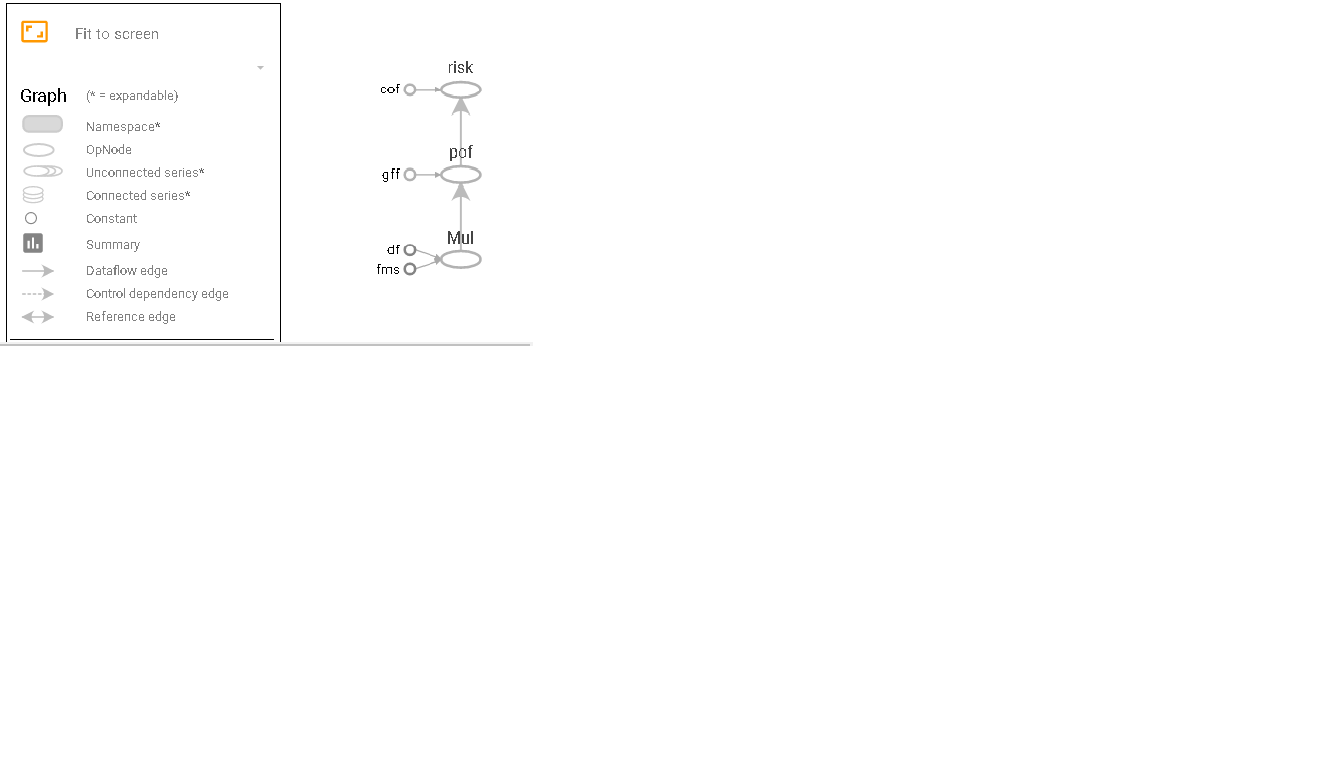 Fit to screen
Graph (* = expandable)
Namespace*
OpNode
Unconnected series*
Connected series*
Constant
Summary
Dataflow edge
Control dependency edge
Reference edge
risk
cof
pof
gff
Mul
df
fms